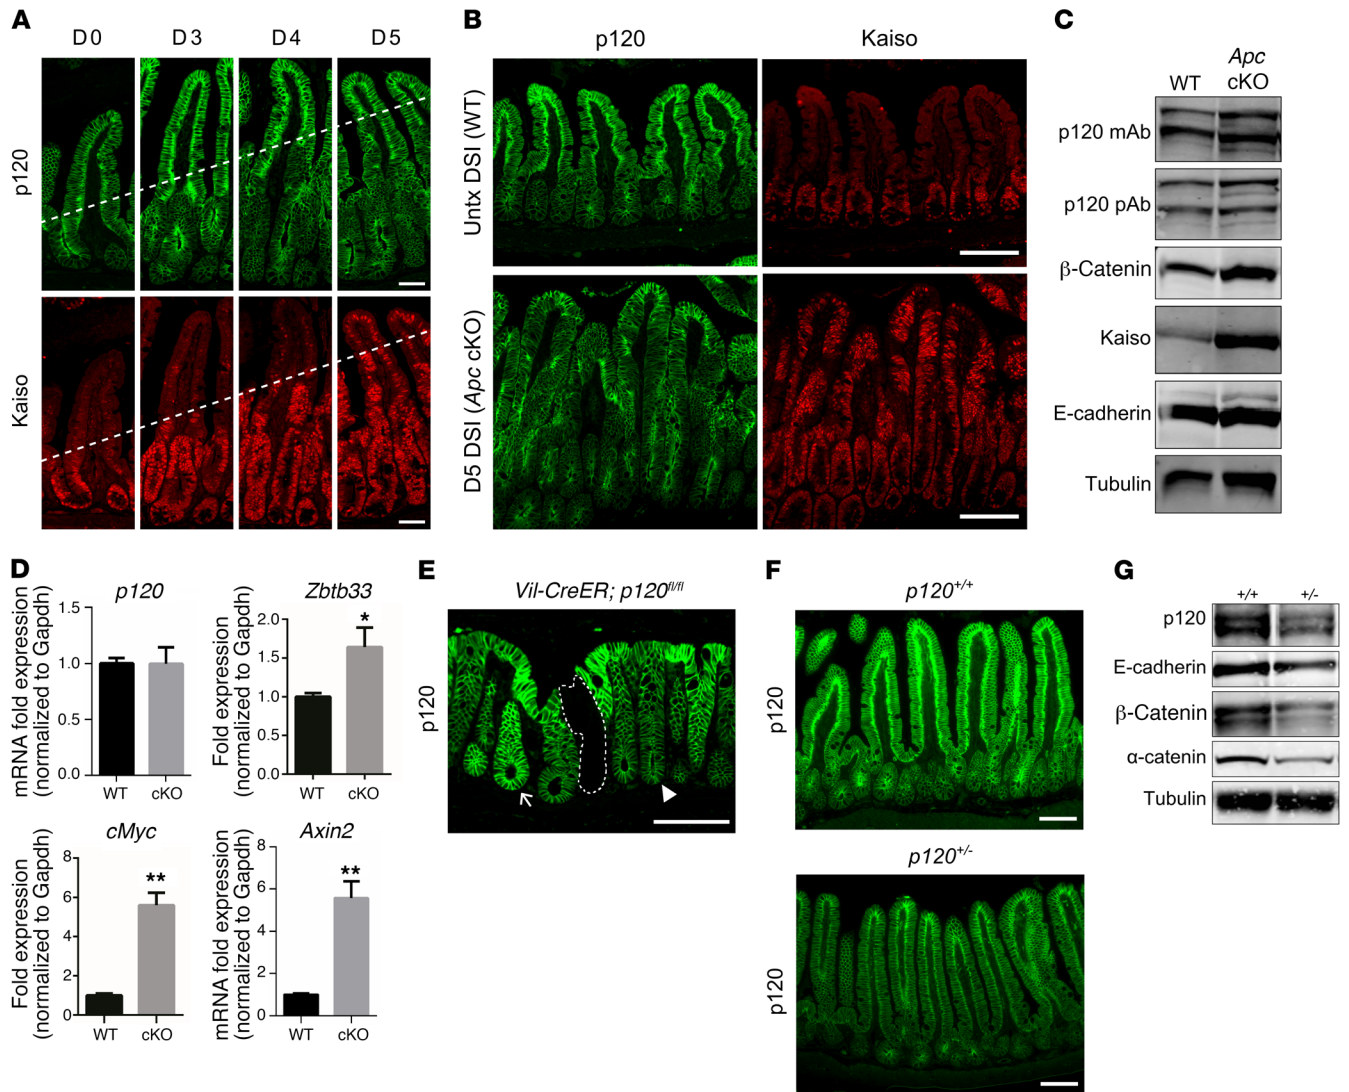 A
D0
D3
D4
D5
p120
Kaiso
B
p120
Kaiso
Untx DSI (WT)
D5 DSI (Apc cKO)
C
WT
Apc
cKO
p120 mAb
p120 pAb
β-Catenin
Kaiso
E-cadherin
Tubulin
D
p120
mRNA fold expression
(normalized to Gapdh)
1.5
1.0
0.5
0.0
WT
cKO
Zbtb33
Fold expression
(normalized to Gapdh)
2.0
1.5
1.0
0.5
0.0
*
WT
cKO
cMyc
Fold expression
(normalized to Gapdh)
8
6
4
2
0
**
WT
cKO
Axin2
mRNA fold expression
(normalized to Gapdh)
8
6
4
2
0
**
WT
cKO
E
Vil-CreER; p120fl/fl
p120
F
p120+/+
p120
p120+/-
p120
G
+/+
+/-
p120
E-cadherin
β-Catenin
α-catenin
Tubulin